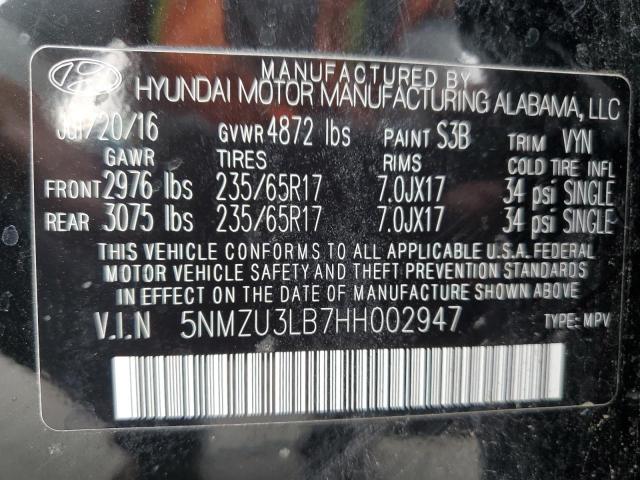 MANUFACTURED BY
HYUNDAI MOTOR MANUFACTURING ALABAMA, LLC
Jul/20/16 GVWR 4872 lbs PAINT S3B TRIM VYN
GAWR TIRES RIMS COLD TIRE INFL
FRONT 2976 lbs 235/65R17 7.0JX17 34 psi SINGLE
REAR 3075 lbs 235/65R17 7.0JX17 34 psi SINGLE
THIS VEHICLE CONFORMS TO ALL APPLICABLE U.S.A. FEDERAL
MOTOR VEHICLE SAFETY AND THEFT PREVENTION STANDARDS
IN EFFECT ON THE DATE OF MANUFACTURE SHOWN ABOVE
V.I.N 5NMZU3LB7HH002947 TYPE: MPV